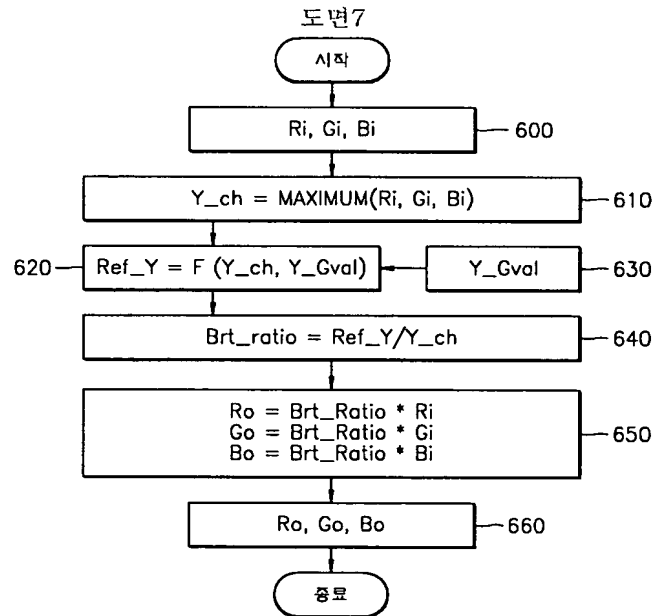 도면7
시작
Ri, Gi, Bi
600
Y_ch = MAXIMUM(Ri, Gi, Bi)
610
620
Ref_Y = F (Y_ch, Y_Gval)
Y_Gval
630
Brt_ratio = Ref_Y/Y_ch
640
Ro = Brt_Ratio * Ri
Go = Brt_Ratio * Gi
Bo = Brt_Ratio * Bi
650
Ro, Go, Bo
660
종료